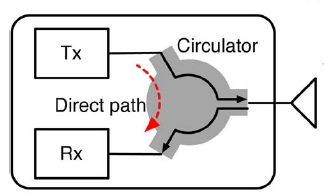 Tx
Circulator
Direct path
Rx